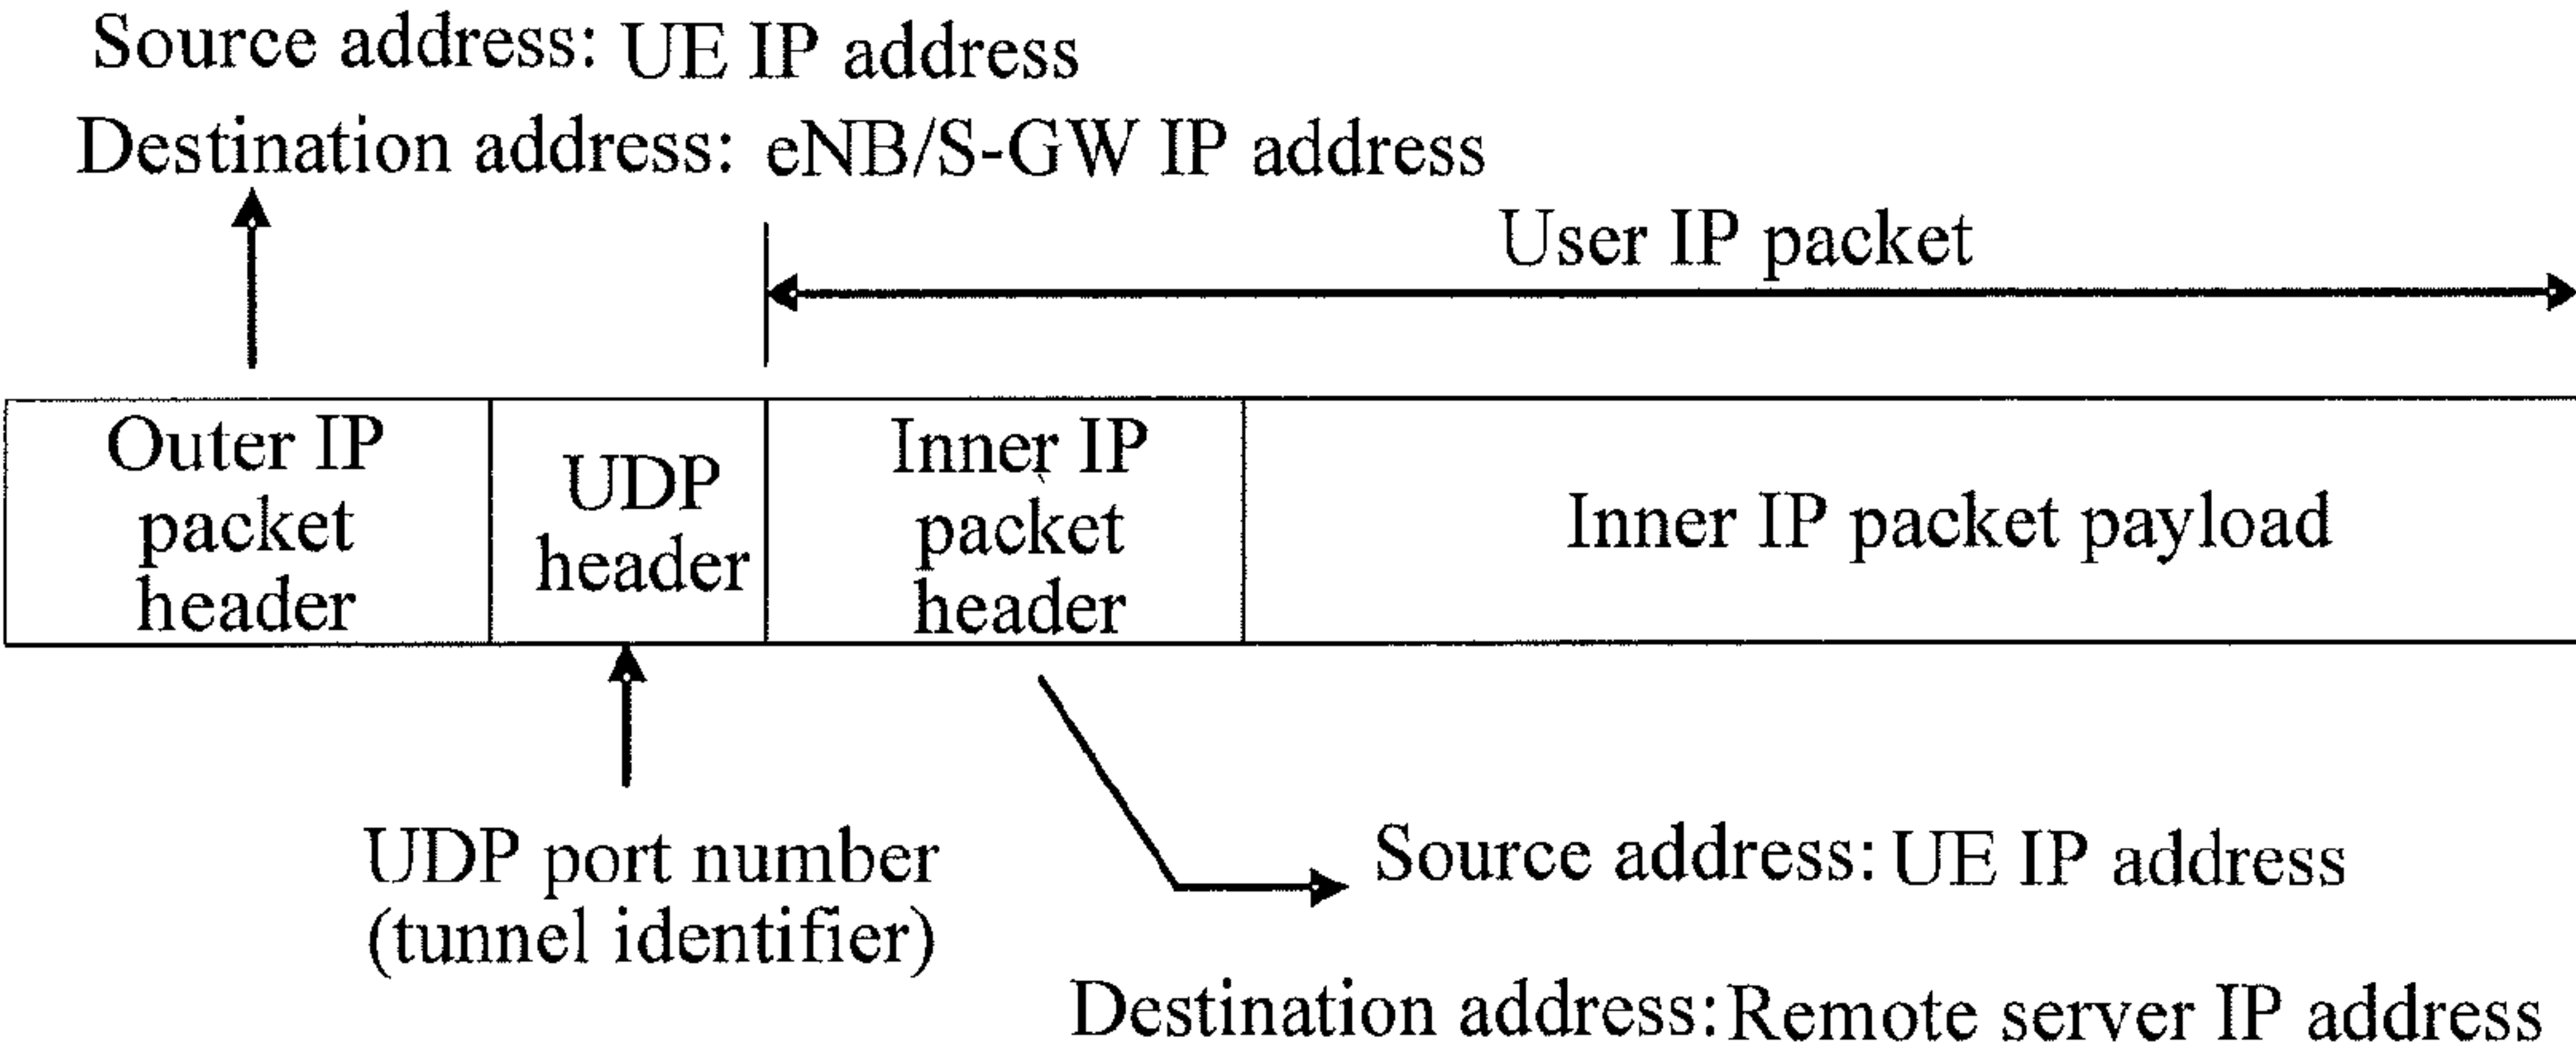 Source address: UE IP address
Destination address: eNB/S-GW IP address
User IP packet
Outer IP
packet
header
UDP
header
Inner IP
packet
header
Inner IP packet payload
UDP port number
(tunnel identifier)
Source address: UE IP address
Destination address: Remote server IP address